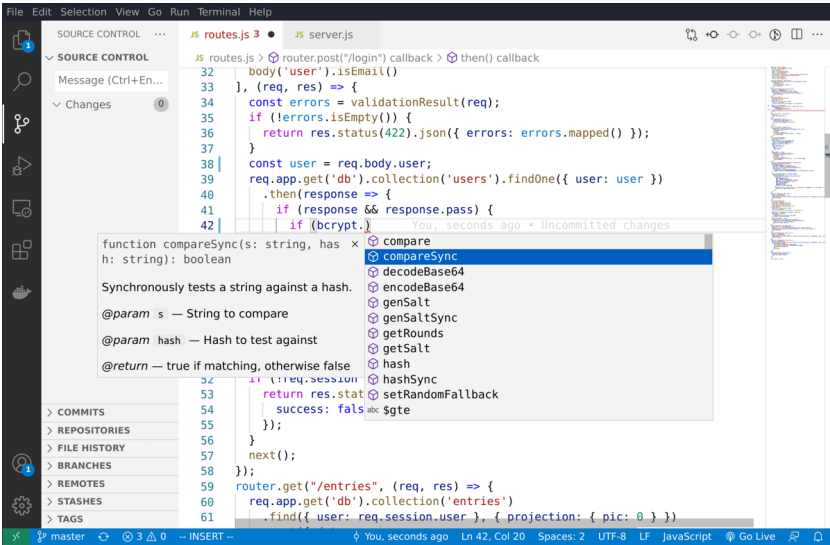 File Edit Selection View Go Run Terminal Help
SOURCE CONTROL ···
JS routes.js 3 ● JS server.js
SOURCE CONTROL
JS routes.js > router.post("/login") callback > then() callback
Message (Ctrl+En...
Changes 0
32 body('user').isEmail()
33 ], (req, res) => {
34 const errors = validationResult(req);
35 if (!errors.isEmpty()) {
36 return res.status(422).json({ errors: errors.mapped() });
37 }
38 const user = req.body.user;
39 req.app.get('db').collection('users').findOne({ user: user })
40 .then(response => {
41 if (response && response.pass) {
42 if (bcrypt.) You, seconds ago • Uncommitted changes
function compareSync(s: string, has
h: string): boolean
×
Synchronously tests a string against a hash.
@param s — String to compare
@param hash — Hash to test against
@return — true if matching, otherwise false
compare
compareSync
decodeBase64
encodeBase64
genSalt
genSaltSync
getRounds
getSalt
hash
hashSync
setRandomFallback
abc $gte
52 if (!req.session
53 return res.stat
54 success: fals
55 });
56 }
57 next();
58 });
59 router.get("/entries", (req, res) => {
60 req.app.get('db').collection('entries')
61 .find({ user: req.session.user }, { projection: { pic: 0 } })
COMMITS
REPOSITORIES
FILE HISTORY
BRANCHES
REMOTES
STASHES
TAGS
1
1
master 3 0 -- INSERT -- You, seconds ago Ln 42, Col 20 Spaces: 2 UTF-8 LF JavaScript Go Live